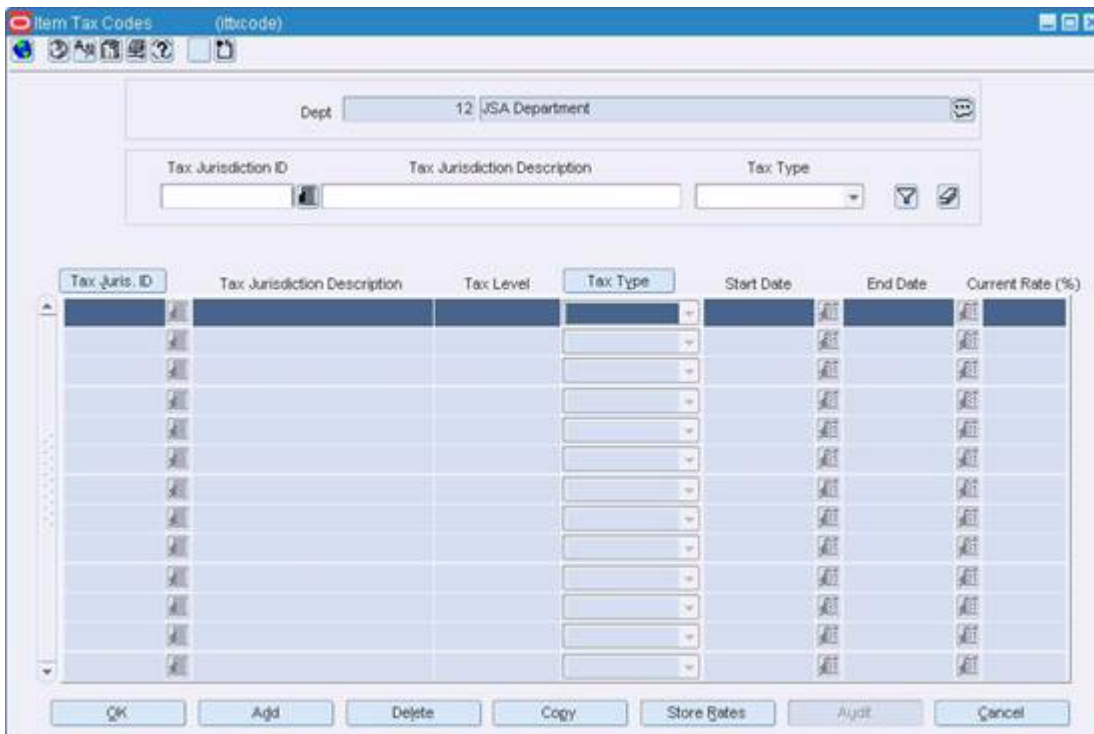 Item Tax Codes (ittxcode)
Dept 12 JSA Department
Tax Jurisdiction ID Tax Jurisdiction Description Tax Type
Tax Juris. ID Tax Jurisdiction Description Tax Level Tax Type Start Date End Date Current Rate (%)
OK Add Delete Copy Store Rates Audit Cancel